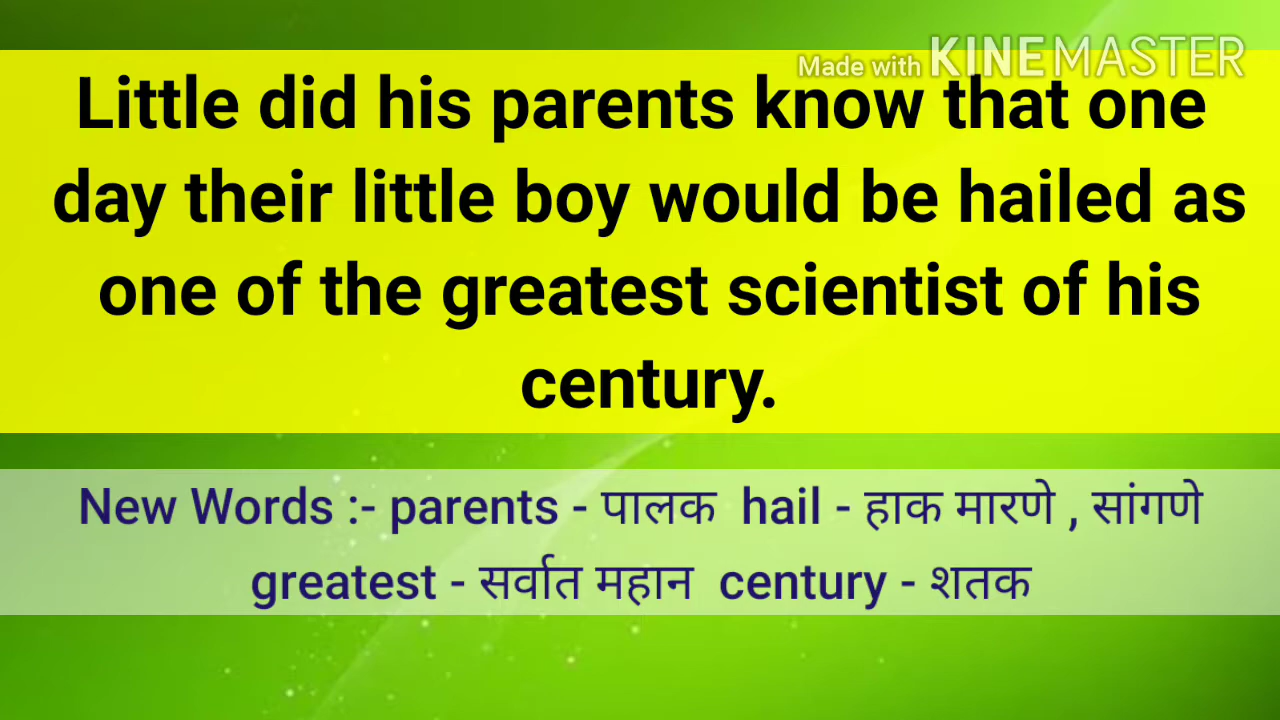 Made with KINEMASTER
Little did his parents know that one
day their little boy would be hailed as
one of the greatest scientist of his
century.
New Words :- parents - पालक hail - हाक मारणे , सांगणे
greatest - सर्वात महान century - शतक